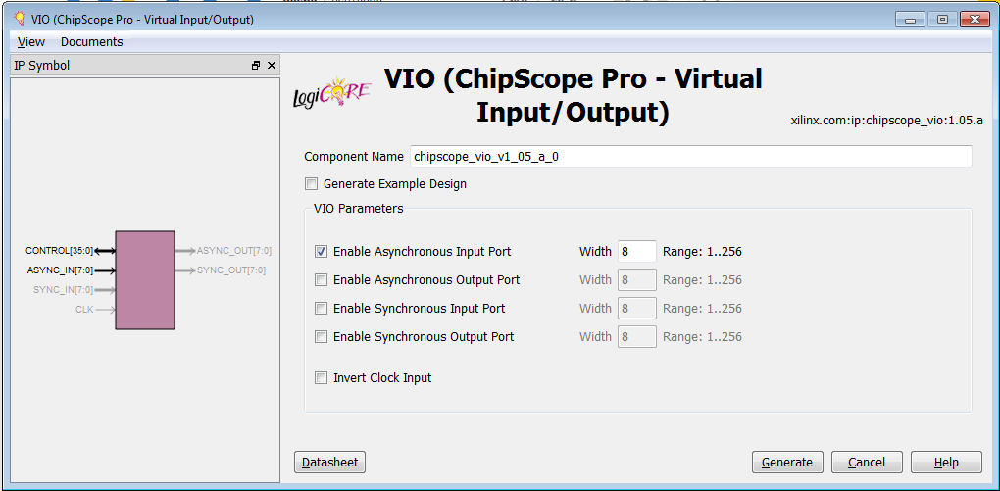 VIO (ChipScope Pro - Virtual Input/Output)
View Documents
IP Symbol
CONTROL[35:0]
ASYNC_IN[7:0]
SYNC_IN[7:0]
CLK
ASYNC_OUT[7:0]
SYNC_OUT[7:0]
LogiCORE
VIO (ChipScope Pro - Virtual
Input/Output)
xilinx.com:ip:chipscope_vio:1.05.a
Component Name chipscope_vio_v1_05_a_0
Generate Example Design
VIO Parameters
Enable Asynchronous Input Port Width 8 Range: 1..256
Enable Asynchronous Output Port Width 8 Range: 1..256
Enable Synchronous Input Port Width 8 Range: 1..256
Enable Synchronous Output Port Width 8 Range: 1..256
Invert Clock Input
Datasheet Generate Cancel Help